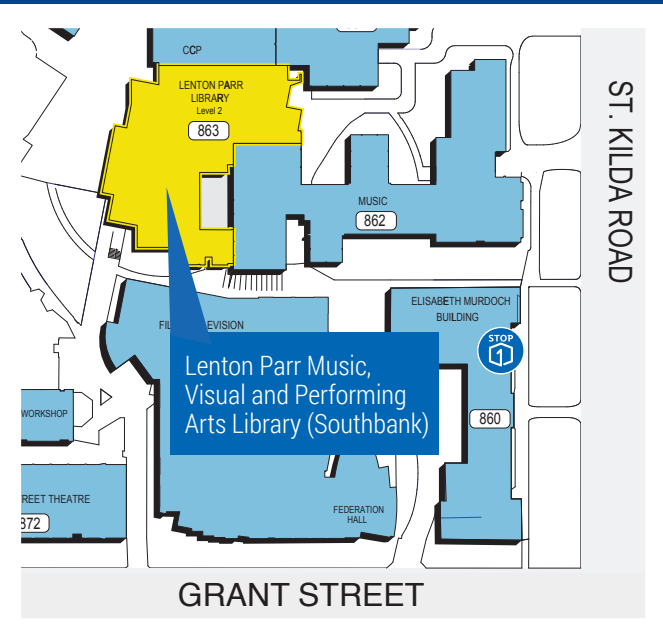 CCP
LENTON PARR
LIBRARY
Level 2
863
MUSIC
862
ST. KILDA ROAD
ELISABETH MURDOCH
BUILDING
STOP
1
Lenton Parr Music,
Visual and Performing
Arts Library (Southbank)
WORKSHOP
860
REET THEATRE
872
FEDERATION
HALL
GRANT STREET